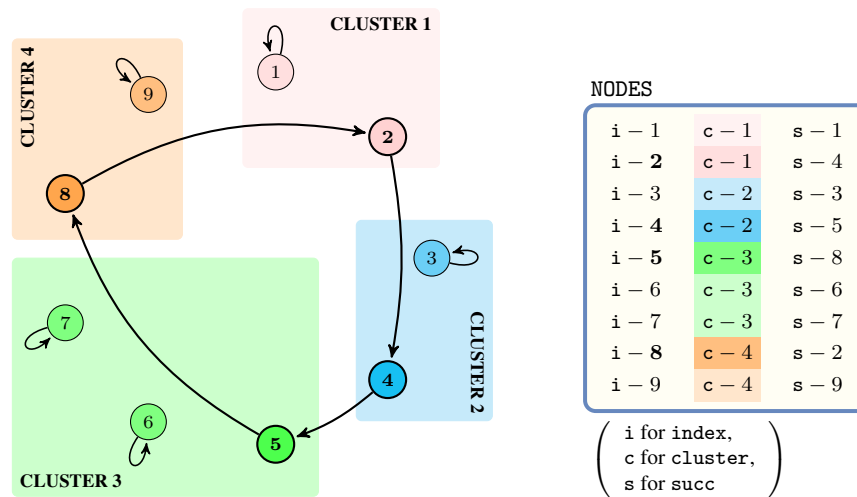 CLUSTER 1
CLUSTER 4
1
9
2
8
3
CLUSTER 2
7
4
6
5
CLUSTER 3
NODES
i – 1 c – 1 s – 1
i – 2 c – 1 s – 4
i – 3 c – 2 s – 3
i – 4 c – 2 s – 5
i – 5 c – 3 s – 8
i – 6 c – 3 s – 6
i – 7 c – 3 s – 7
i – 8 c – 4 s – 2
i – 9 c – 4 s – 9
i for index,
c for cluster,
s for succ